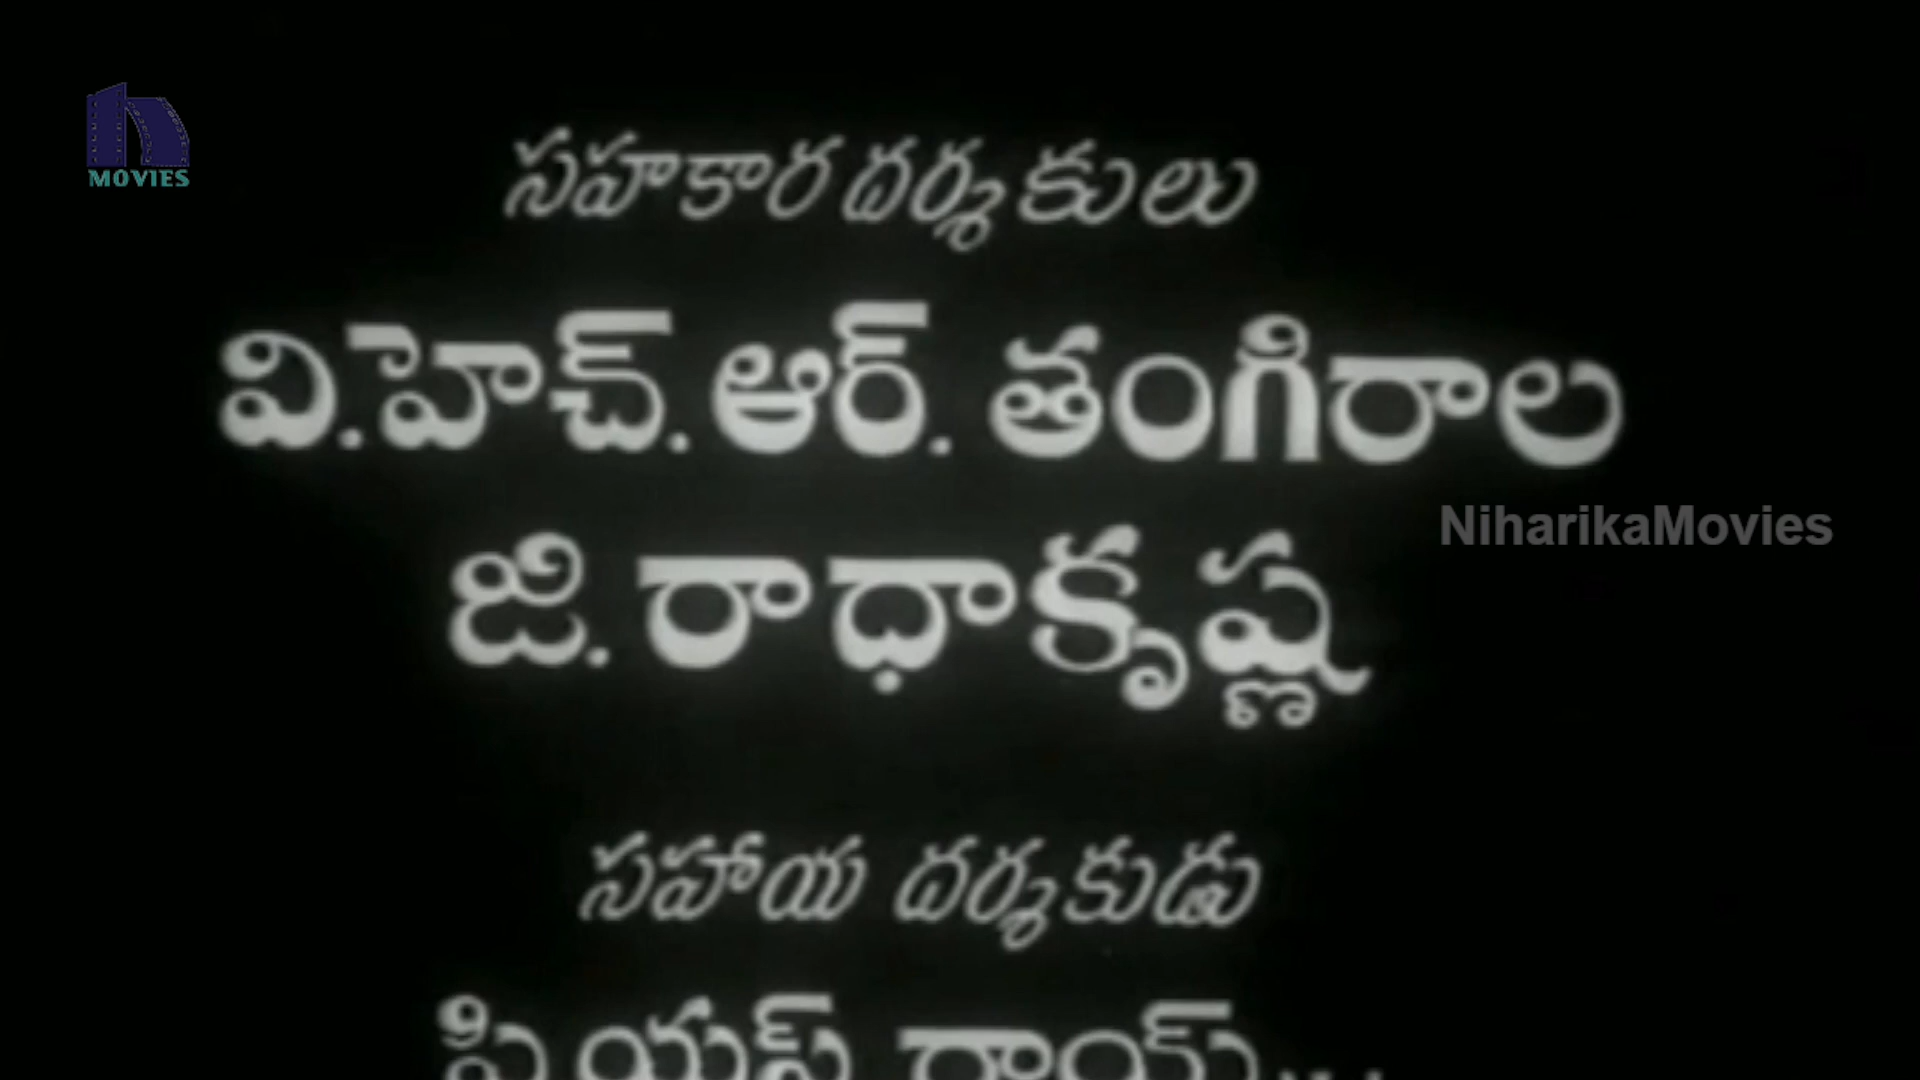 MOVIES
సహకార దర్శకులు
వి.హెచ్.ఆర్. తంగిరాల
NiharikaMovies
జి. రాధాకృష్ణ
సహాయ దర్శకుడు